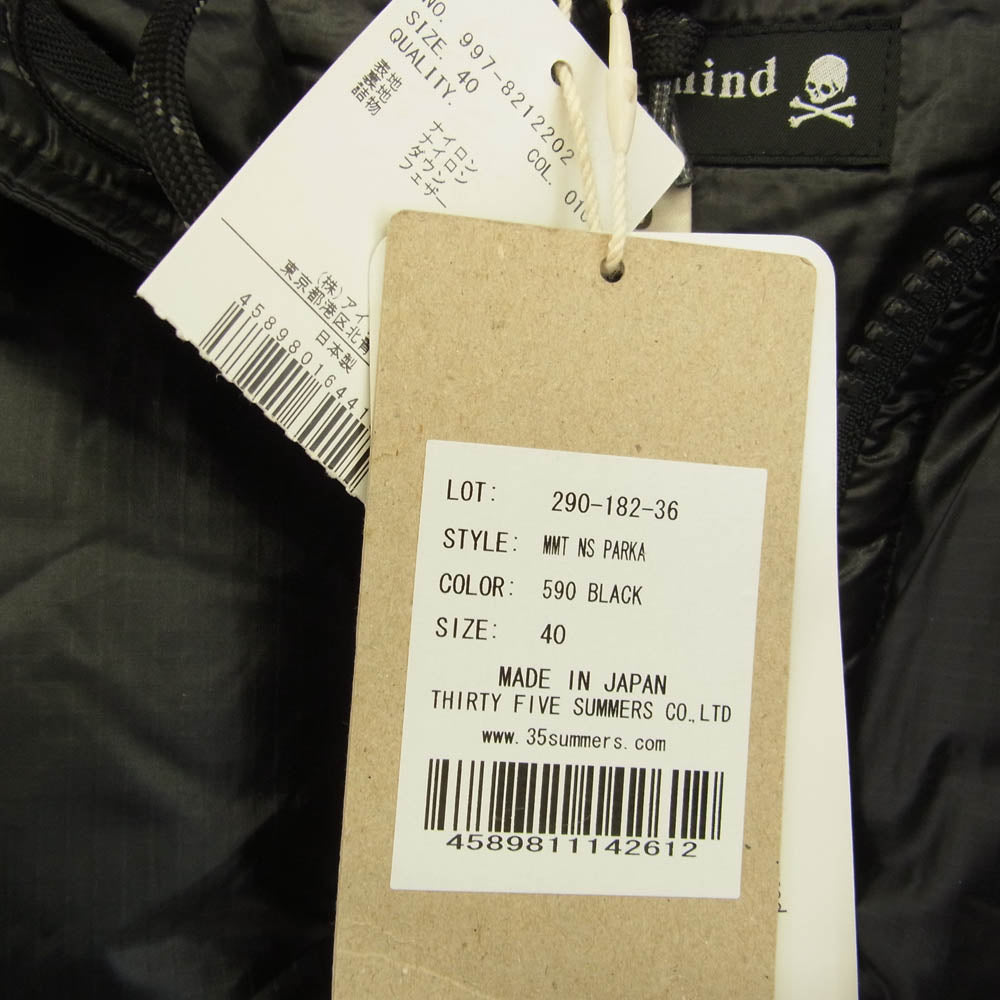 NO. 997-8212202
SIZE. 40 COL. 010
QUALITY.
表地 ナイロン
裏地 ナイロン
詰物 ダウン
フェザー
(株)アイ
東京都港区北青
日本製
45898016441
mind
LOT: 290-182-36
STYLE: MMT NS PARKA
COLOR: 590 BLACK
SIZE: 40
MADE IN JAPAN
THIRTY FIVE SUMMERS CO.,LTD
www.35summers.com
4589811142612